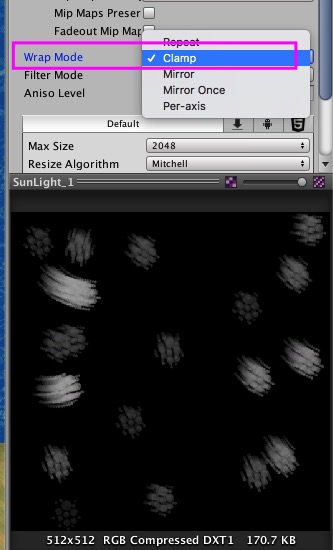 Mip Maps Preser
Fadeout Mip Map
Repeat
Wrap Mode
Clamp
Filter Mode
Mirror
Aniso Level
Mirror Once
Per-axis
Default
Max Size
2048
Resize Algorithm
Mitchell
SunLight_1
512x512 RGB Compressed DXT1 170.7 KB